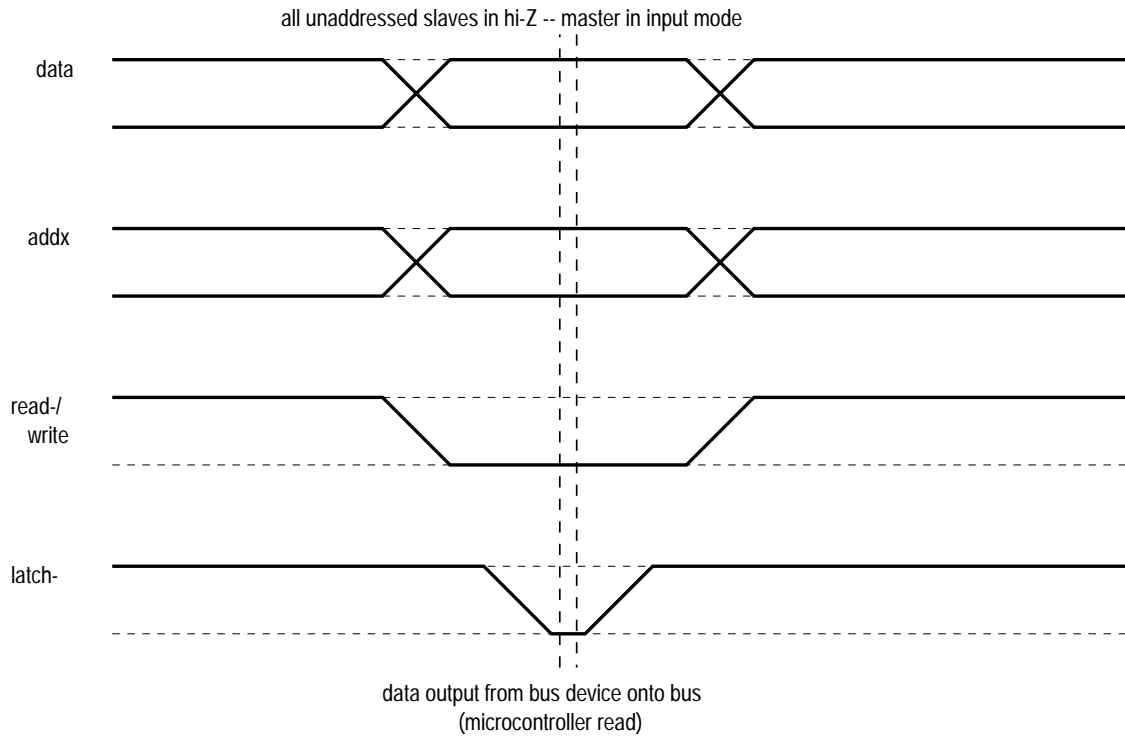 all unaddressed slaves in hi-Z -- master in input mode
data
addx
read-/
write
latch-
data output from bus device onto bus
(microcontroller read)